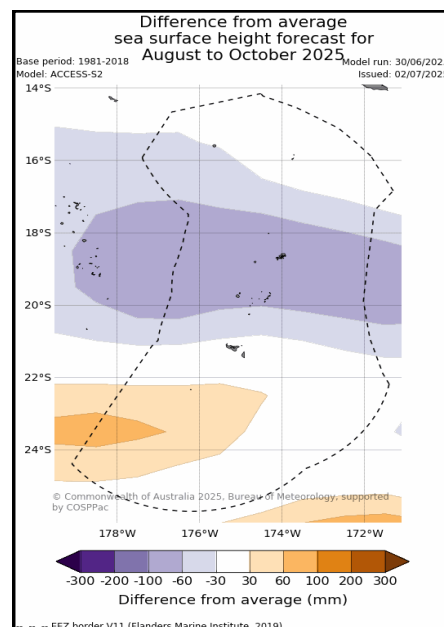 Difference from average
sea surface height forecast for
August to October 2025
Base period: 1981-2018
Model: ACCESS-S2
Model run: 30/06/202
Issued: 02/07/202
14°S
16°S
18°S
20°S
22°S
24°S
© Commonwealth of Australia 2025, Bureau of Meteorology, supported
by COSPPac
178°W 176°W 174°W 172°W
-300 -200 -100 -60 -30 30 60 100 200 300
Difference from average (mm)
EEZ border V11 (Flanders Marine Institute, 2019)